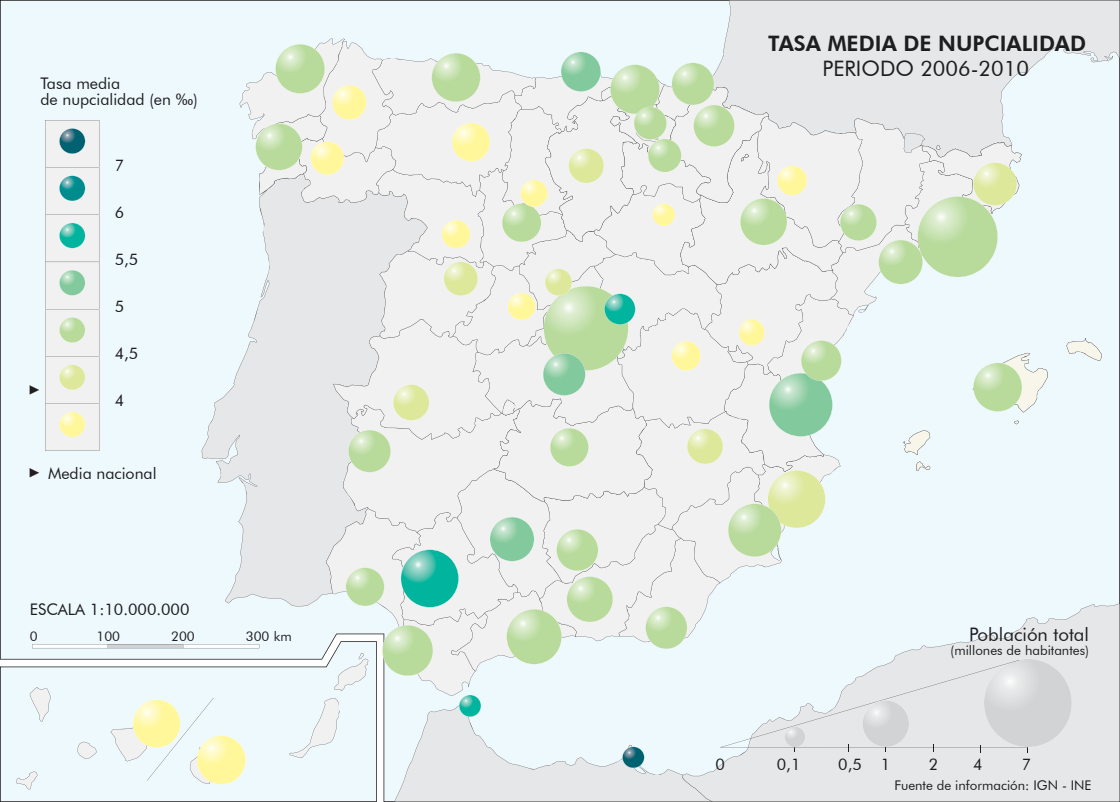 TASA MEDIA DE NUPCIALIDAD
PERIODO 2006-2010
Tasa media
de nupcialidad (en ‰)
7
6
5,5
5
4,5
4
Media nacional
ESCALA 1:10.000.000
0 100 200 300 km
Población total
(millones de habitantes)
0 0,1 0,5 1 2 4 7
Fuente de información: IGN - INE